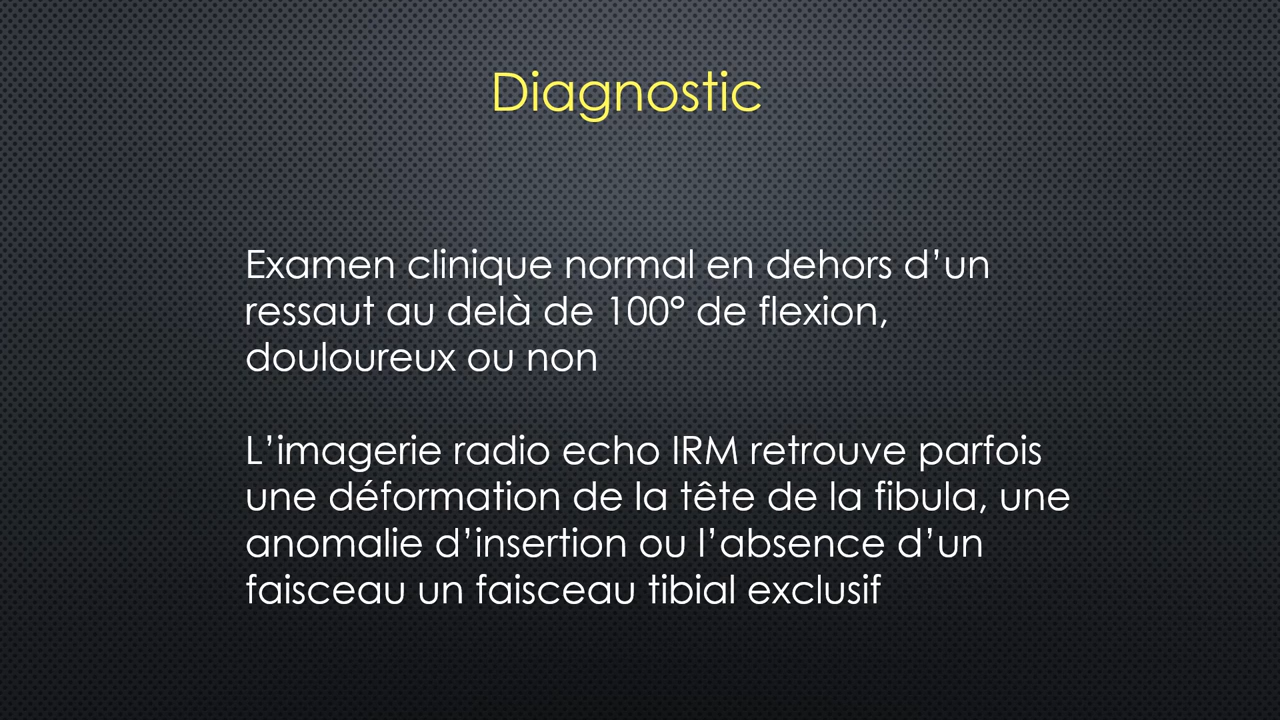 Diagnostic
Examen clinique normal en dehors d’un
ressaut au delà de 100° de flexion,
douloureux ou non
L’imagerie radio echo IRM retrouve parfois
une déformation de la tête de la fibula, une
anomalie d’insertion ou l’absence d’un
faisceau un faisceau tibial exclusif